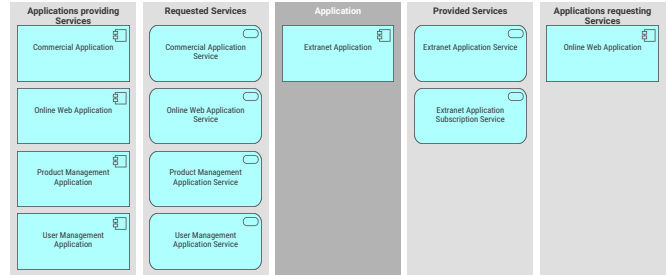 Applications providing
Services
Commercial Application
Online Web Application
Product Management
Application
User Management
Application
Requested Services
Commercial Application
Service
Online Web Application
Service
Product Management
Application Service
User Management
Application Service
Application
Extranet Application
Provided Services
Extranet Application Service
Extranet Application
Subscription Service
Applications requesting
Services
Online Web Application